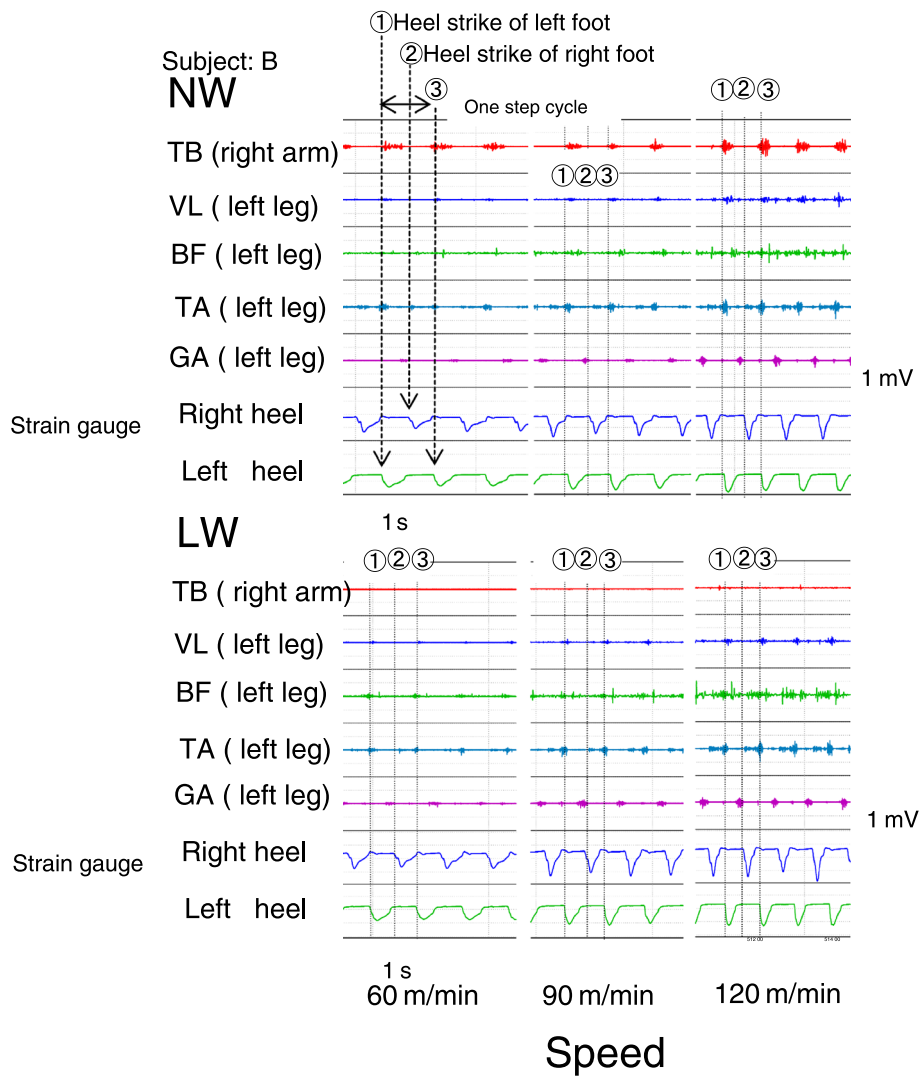 ①Heel strike of left foot
②Heel strike of right foot
Subject: B
NW
③
One step cycle
①②③
TB (right arm)
①②③
VL ( left leg)
BF ( left leg)
TA ( left leg)
GA ( left leg)
1 mV
Right heel
Strain gauge
Left heel
1 s
LW
①②③
①②③
①②③
TB ( right arm)
VL ( left leg)
BF ( left leg)
TA ( left leg)
GA ( left leg)
1 mV
Right heel
Strain gauge
Left heel
512 00
514 00
1 s
60 m/min
90 m/min
120 m/min
Speed